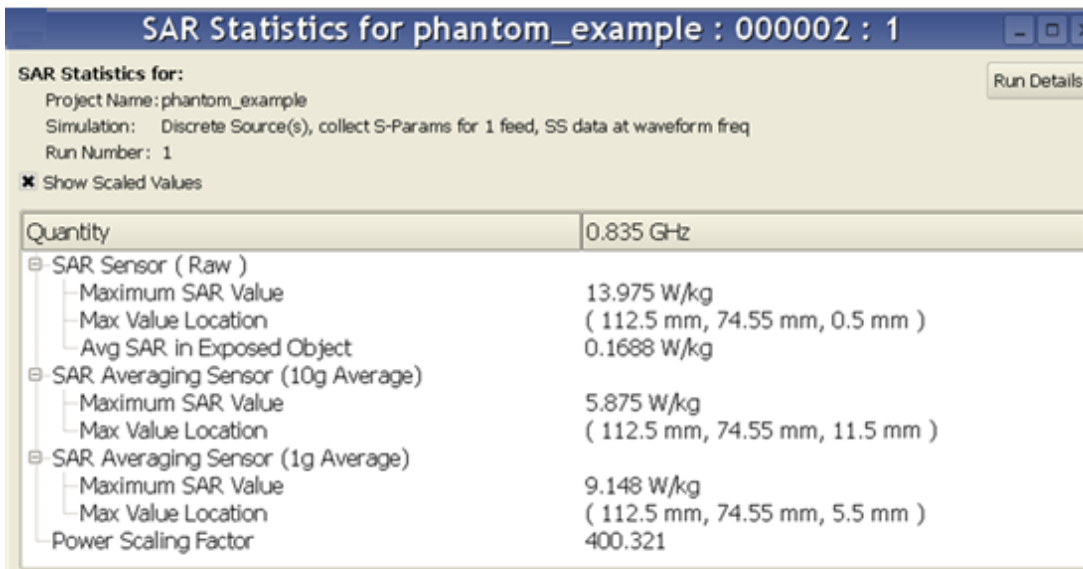 SAR Statistics for phantom_example : 000002 : 1
SAR Statistics for:
Run Details
Project Name: phantom_example
Simulation: Discrete Source(s), collect S-Params for 1 feed, SS data at waveform freq
Run Number: 1
Show Scaled Values
Quantity 0.835 GHz
SAR Sensor ( Raw )
Maximum SAR Value 13.975 W/kg
Max Value Location ( 112.5 mm, 74.55 mm, 0.5 mm )
Avg SAR in Exposed Object 0.1688 W/kg
SAR Averaging Sensor (10g Average)
Maximum SAR Value 5.875 W/kg
Max Value Location ( 112.5 mm, 74.55 mm, 11.5 mm )
SAR Averaging Sensor (1g Average)
Maximum SAR Value 9.148 W/kg
Max Value Location ( 112.5 mm, 74.55 mm, 5.5 mm )
Power Scaling Factor 400.321